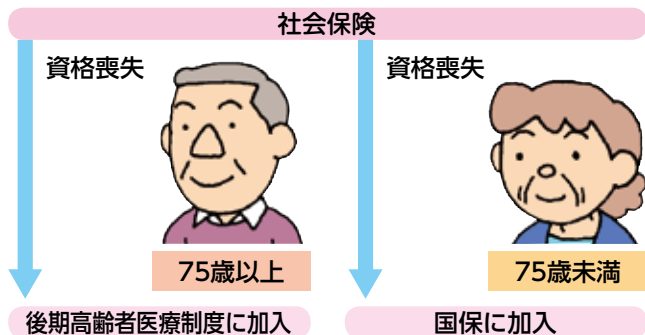 社会保険
資格喪失
資格喪失
75歳以上
75歳未満
後期高齢者医療制度に加入
国保に加入